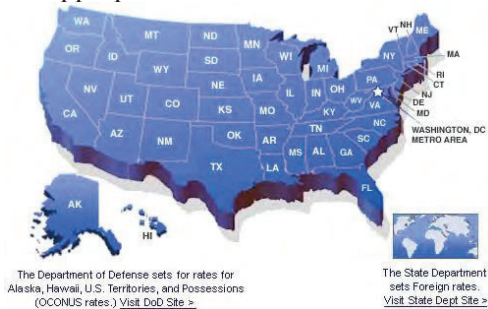 WA
MT
ND
MN
VT
NH
ME
OR
ID
WY
SD
WI
MI
NY
MA
RI
CT
NV
UT
CO
NE
IA
IL
IN
OH
PA
NJ
DE
MD
CA
KS
MO
KY
WV
VA
WASHINGTON, DC
METRO AREA
AZ
NM
OK
AR
TN
NC
SC
TX
LA
MS
AL
GA
FL
AK
HI
The Department of Defense sets for rates for
Alaska, Hawaii, U.S. Territories, and Possessions
(OCONUS rates.) Visit DoD Site >
The State Department
sets Foreign rates.
Visit State Dept Site >